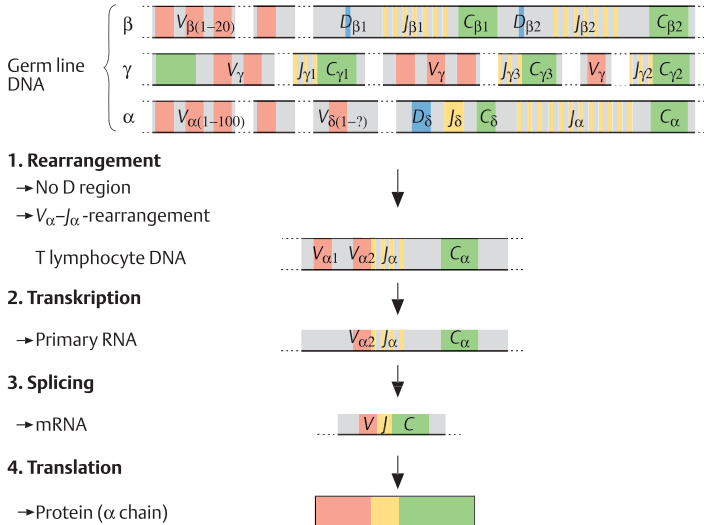 β V β(1–20) Dβ1 Jβ1 Cβ1 Dβ2 Jβ2 Cβ2
Germ line DNA
γ Vγ Jγ1 Cγ1 Vγ Jγ3 Cγ3 Vγ Jγ2 Cγ2
α Vα(1–100) Vδ(1–?) Dδ Jδ Cδ Jα Cα
1. Rearrangement
→No D region
→Vα–Jα-rearrangement
T lymphocyte DNA Vα1 Vα2 Jα Cα
2. Transkription
→Primary RNA Vα2 Jα Cα
3. Splicing
→mRNA V J C
4. Translation
→Protein (α chain)